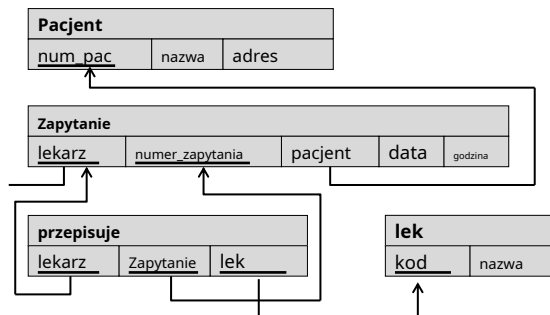 Pacjent
num_pac nazwa adres
Zapytanie
lekarz numer_zapytania pacjent data godzina
przepisuje
lekarz Zapytanie lek
lek
kod nazwa